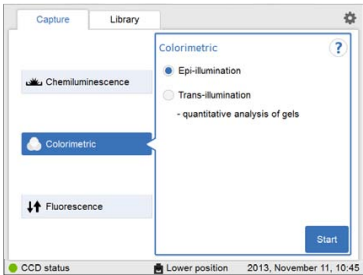 Capture Library
Colorimetric ?
Epi-illumination
Chemiluminescence
Trans-illumination
- quantitative analysis of gels
Colorimetric
Fluorescence
Start
CCD status Lower position 2013, November 11, 10:45